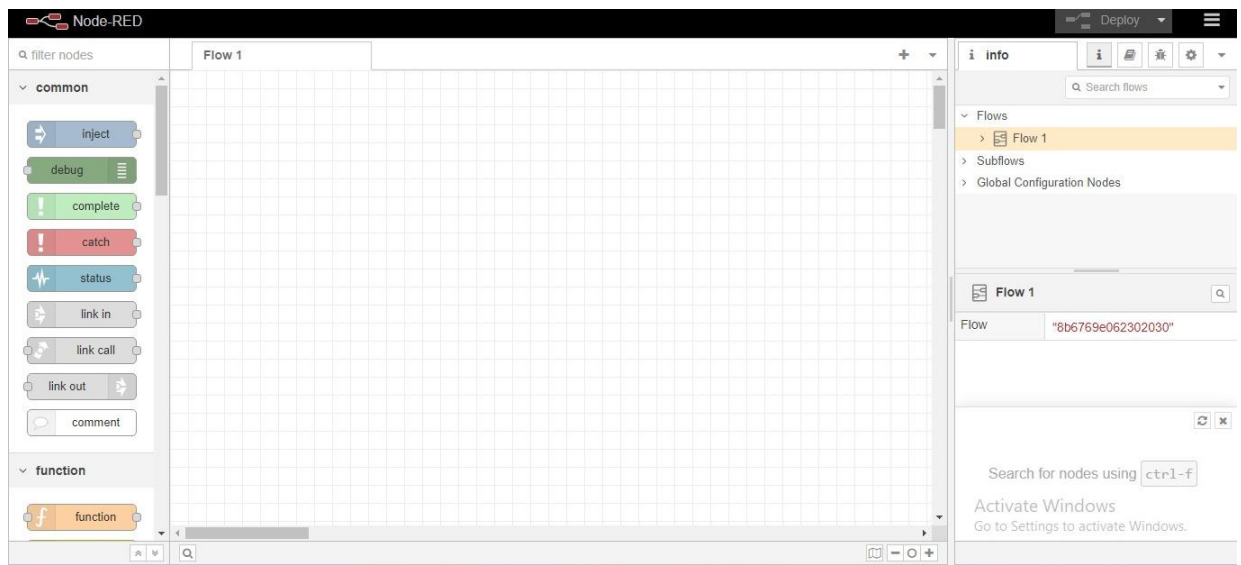 Node-RED
Deploy
filter nodes
common
inject
debug
complete
catch
status
link in
link call
link out
comment
function
function
Flow 1
info
Search flows
Flows
Flow 1
Subflows
Global Configuration Nodes
Flow 1
Flow "8b6769e062302030"
Search for nodes using ctrl-f
Activate Windows
Go to Settings to activate Windows.